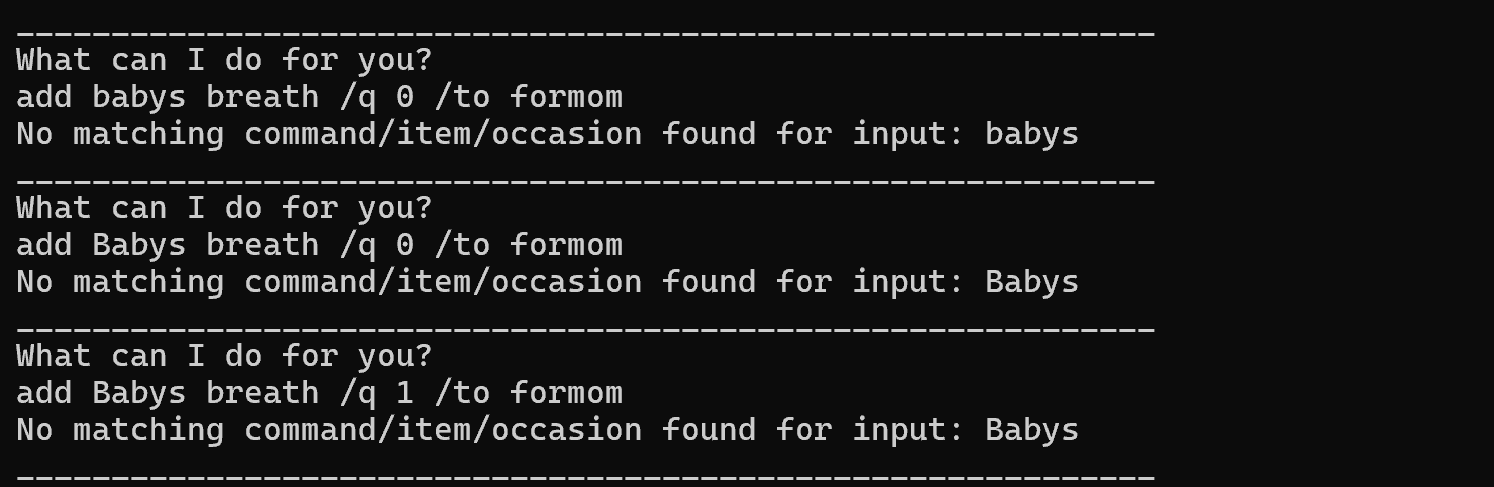 ____________________________________________________________
What can I do for you?
add babys breath /q 0 /to formom
No matching command/item/occasion found for input: babys
____________________________________________________________
What can I do for you?
add Babys breath /q 0 /to formom
No matching command/item/occasion found for input: Babys
____________________________________________________________
What can I do for you?
add Babys breath /q 1 /to formom
No matching command/item/occasion found for input: Babys
____________________________________________________________